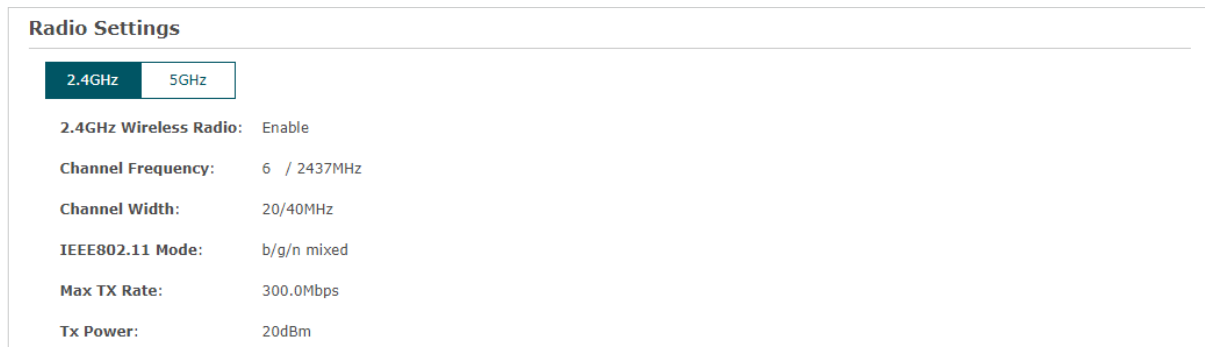 Radio Settings
2.4GHz 5GHz
2.4GHz Wireless Radio: Enable
Channel Frequency: 6 / 2437MHz
Channel Width: 20/40MHz
IEEE802.11 Mode: b/g/n mixed
Max TX Rate: 300.0Mbps
Tx Power: 20dBm